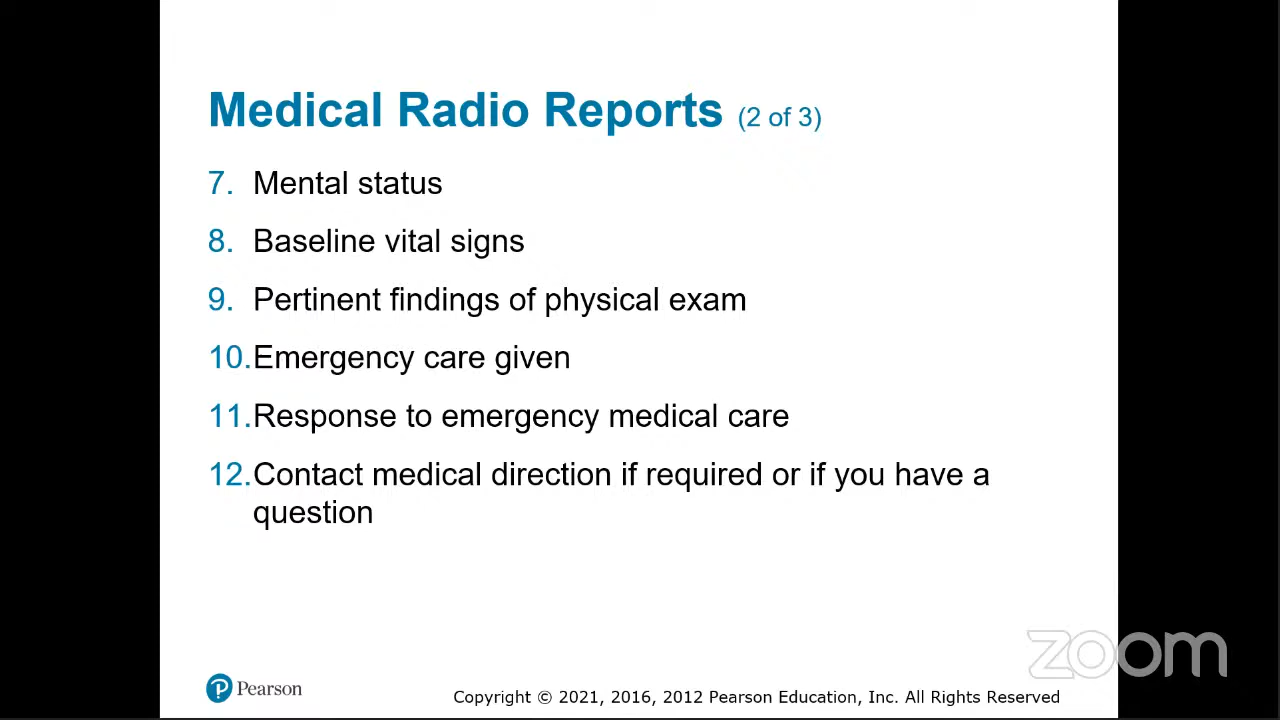 Medical Radio Reports (2 of 3)
7. Mental status
8. Baseline vital signs
9. Pertinent findings of physical exam
10. Emergency care given
11. Response to emergency medical care
12. Contact medical direction if required or if you have a
question
zoom
Pearson
Copyright © 2021, 2016, 2012 Pearson Education, Inc. All Rights Reserved